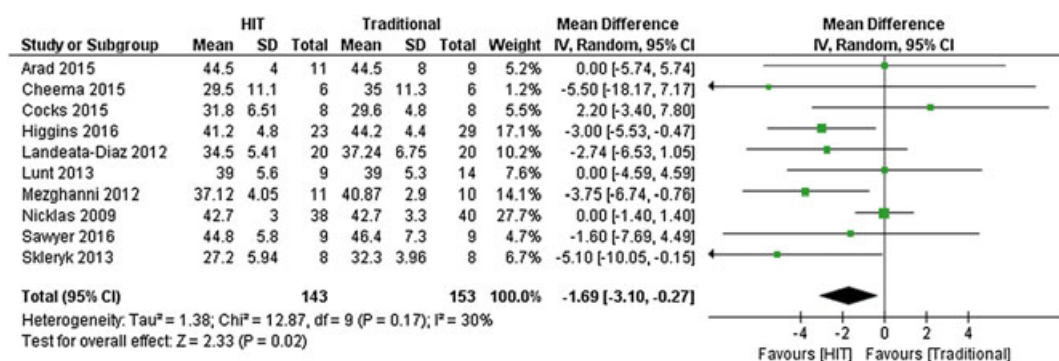 HIT Traditional Mean Difference Mean Difference
Study or Subgroup Mean SD Total Mean SD Total Weight IV, Random, 95% CI IV, Random, 95% CI
Arad 2015 44.5 4 11 44.5 8 9 5.2% 0.00 [-5.74, 5.74]
Cheema 2015 29.5 11.1 6 35 11.3 6 1.2% -5.50 [-18.17, 7.17]
Cocks 2015 31.8 6.51 8 29.6 4.8 8 5.5% 2.20 [-3.40, 7.80]
Higgins 2016 41.2 4.8 23 44.2 4.4 29 17.1% -3.00 [-5.53, -0.47]
Landeata-Diaz 2012 34.5 5.41 20 37.24 6.75 20 10.2% -2.74 [-6.53, 1.05]
Lunt 2013 39 5.6 9 39 5.3 14 7.6% 0.00 [-4.59, 4.59]
Mezghanni 2012 37.12 4.05 11 40.87 2.9 10 14.1% -3.75 [-6.74, -0.76]
Nicklas 2009 42.7 3 38 42.7 3.3 40 27.7% 0.00 [-1.40, 1.40]
Sawyer 2016 44.8 5.8 9 46.4 7.3 9 4.7% -1.60 [-7.69, 4.49]
Skleryk 2013 27.2 5.94 8 32.3 3.96 8 6.7% -5.10 [-10.05, -0.15]
Total (95% CI) 143 153 100.0% -1.69 [-3.10, -0.27]
Heterogeneity: Tau² = 1.38; Chi² = 12.87, df = 9 (P = 0.17); I² = 30%
Test for overall effect: Z = 2.33 (P = 0.02)
-4 -2 0 2 4
Favours [HIT] Favours [Traditional]